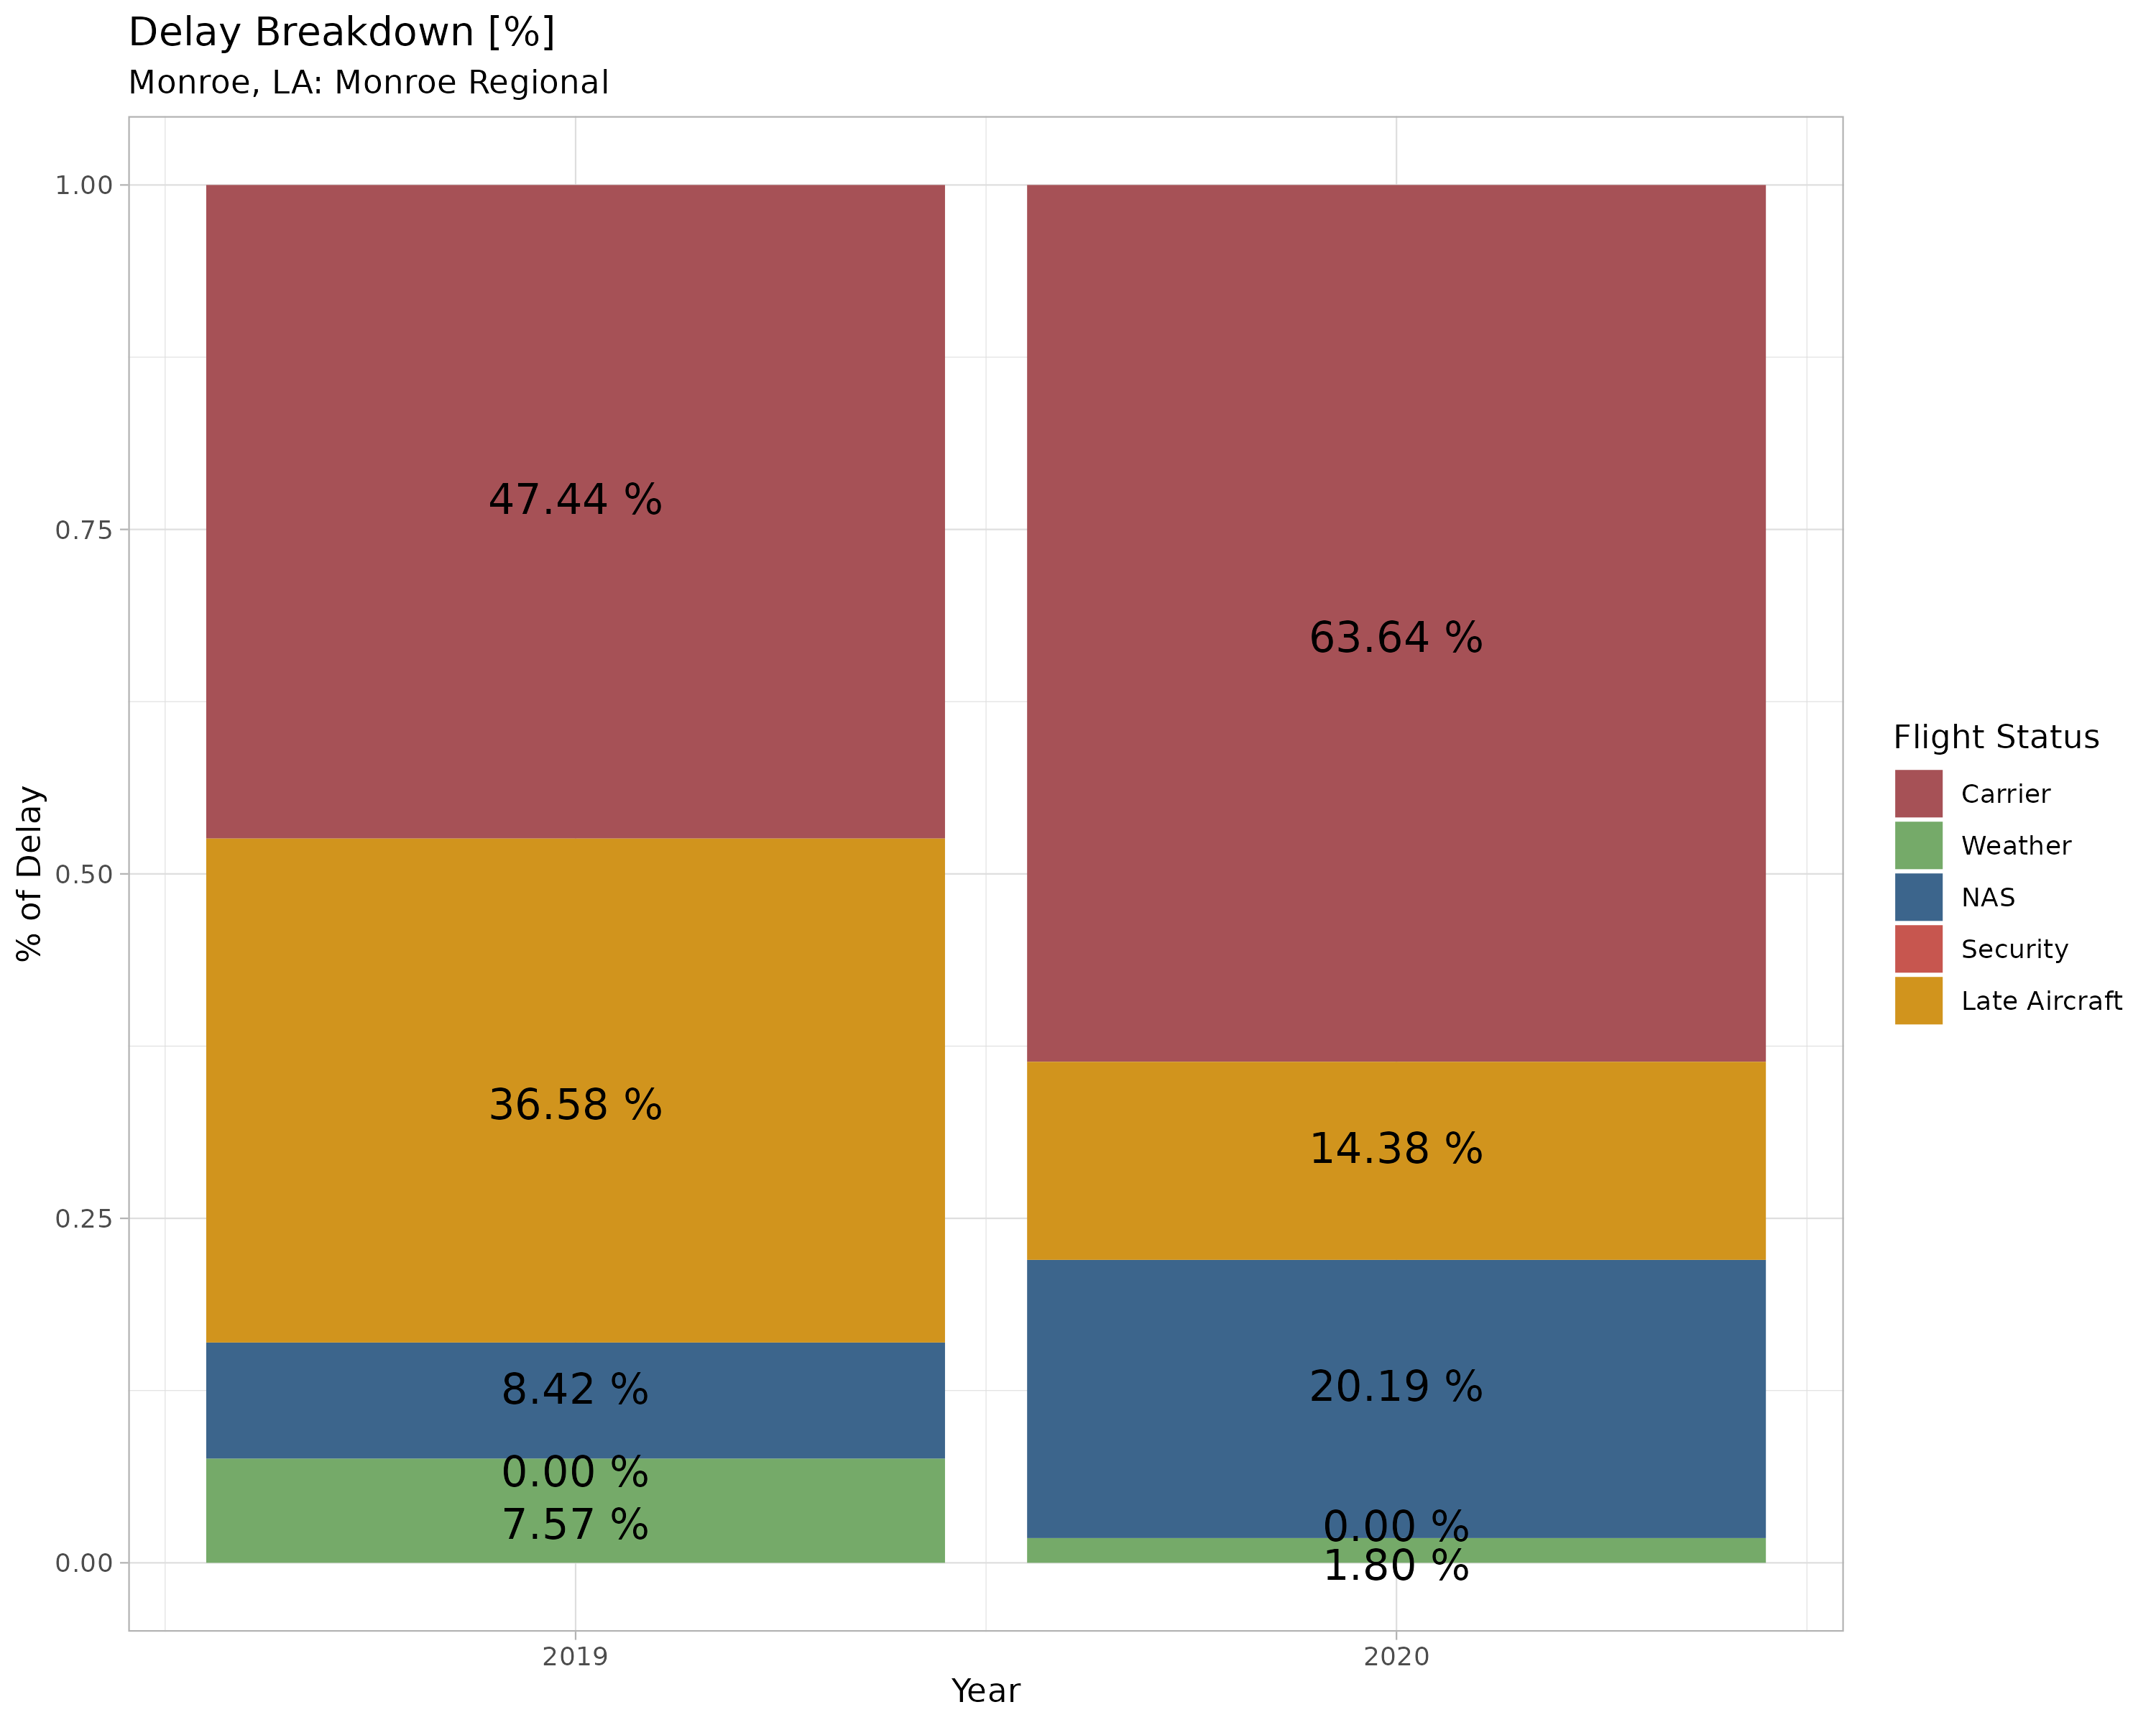 Delay Breakdown [%]
Monroe, LA: Monroe Regional
1.00
0.75
0.50
0.25
0.00
% of Delay
47.44 %
36.58 %
8.42 %
0.00 %
7.57 %
63.64 %
14.38 %
20.19 %
0.00 %
1.80 %
2019
2020
Year
Flight Status
Carrier
Weather
NAS
Security
Late Aircraft